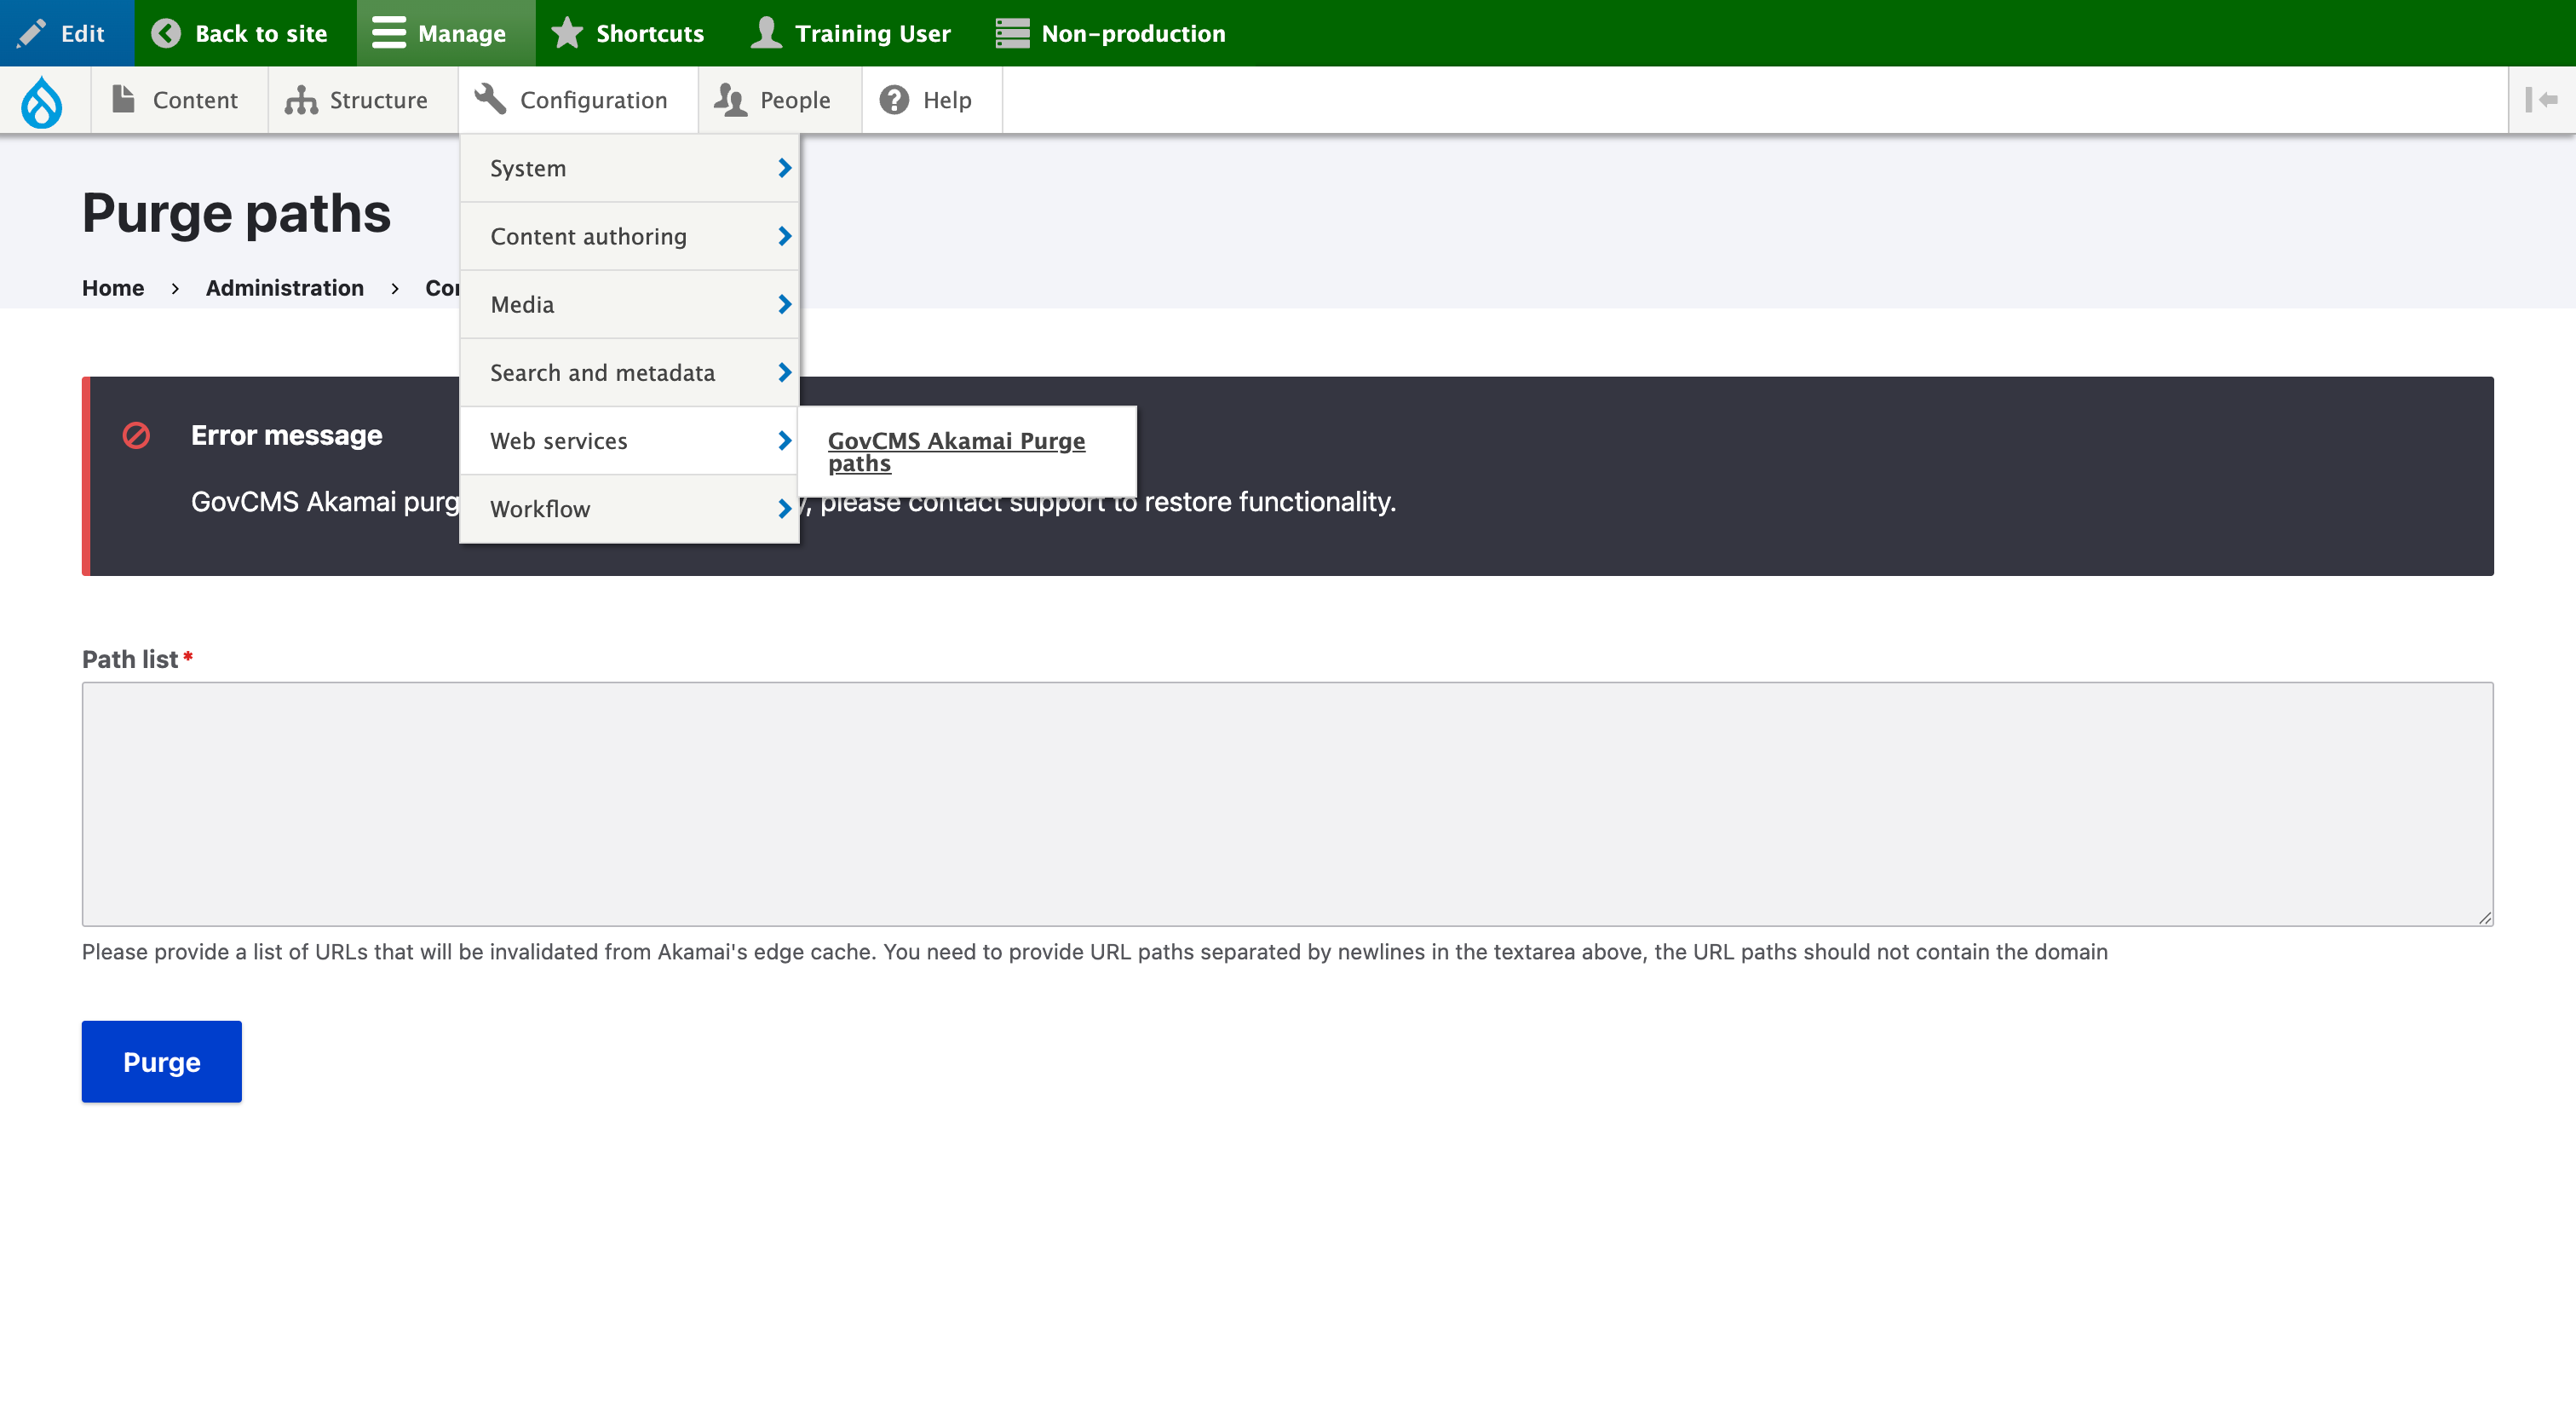 Edit
Back to site
Manage
Shortcuts
Training User
Non-production
Content
Structure
Configuration
People
Help
System
Content authoring
Media
Search and metadata
Web services
Workflow
GovCMS Akamai Purge
paths
Purge paths
Home > Administration >
Error message
GovCMS Akamai please contact support to restore functionality.
Path list *
Please provide a list of URLs that will be invalidated from Akamai's edge cache. You need to provide URL paths separated by newlines in the textarea above, the URL paths should not contain the domain
Purge